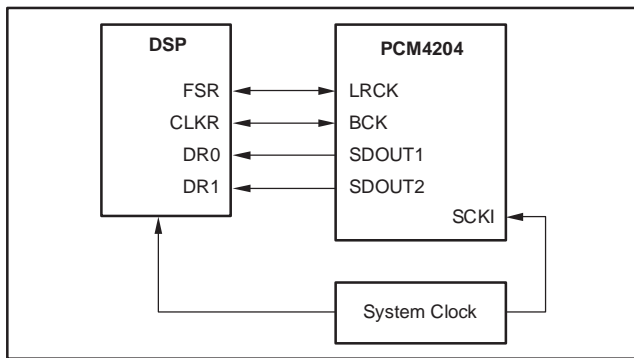 DSP
PCM4204
FSR
LRCK
CLKR
BCK
DR0
SDOUT1
DR1
SDOUT2
SCKI
System Clock